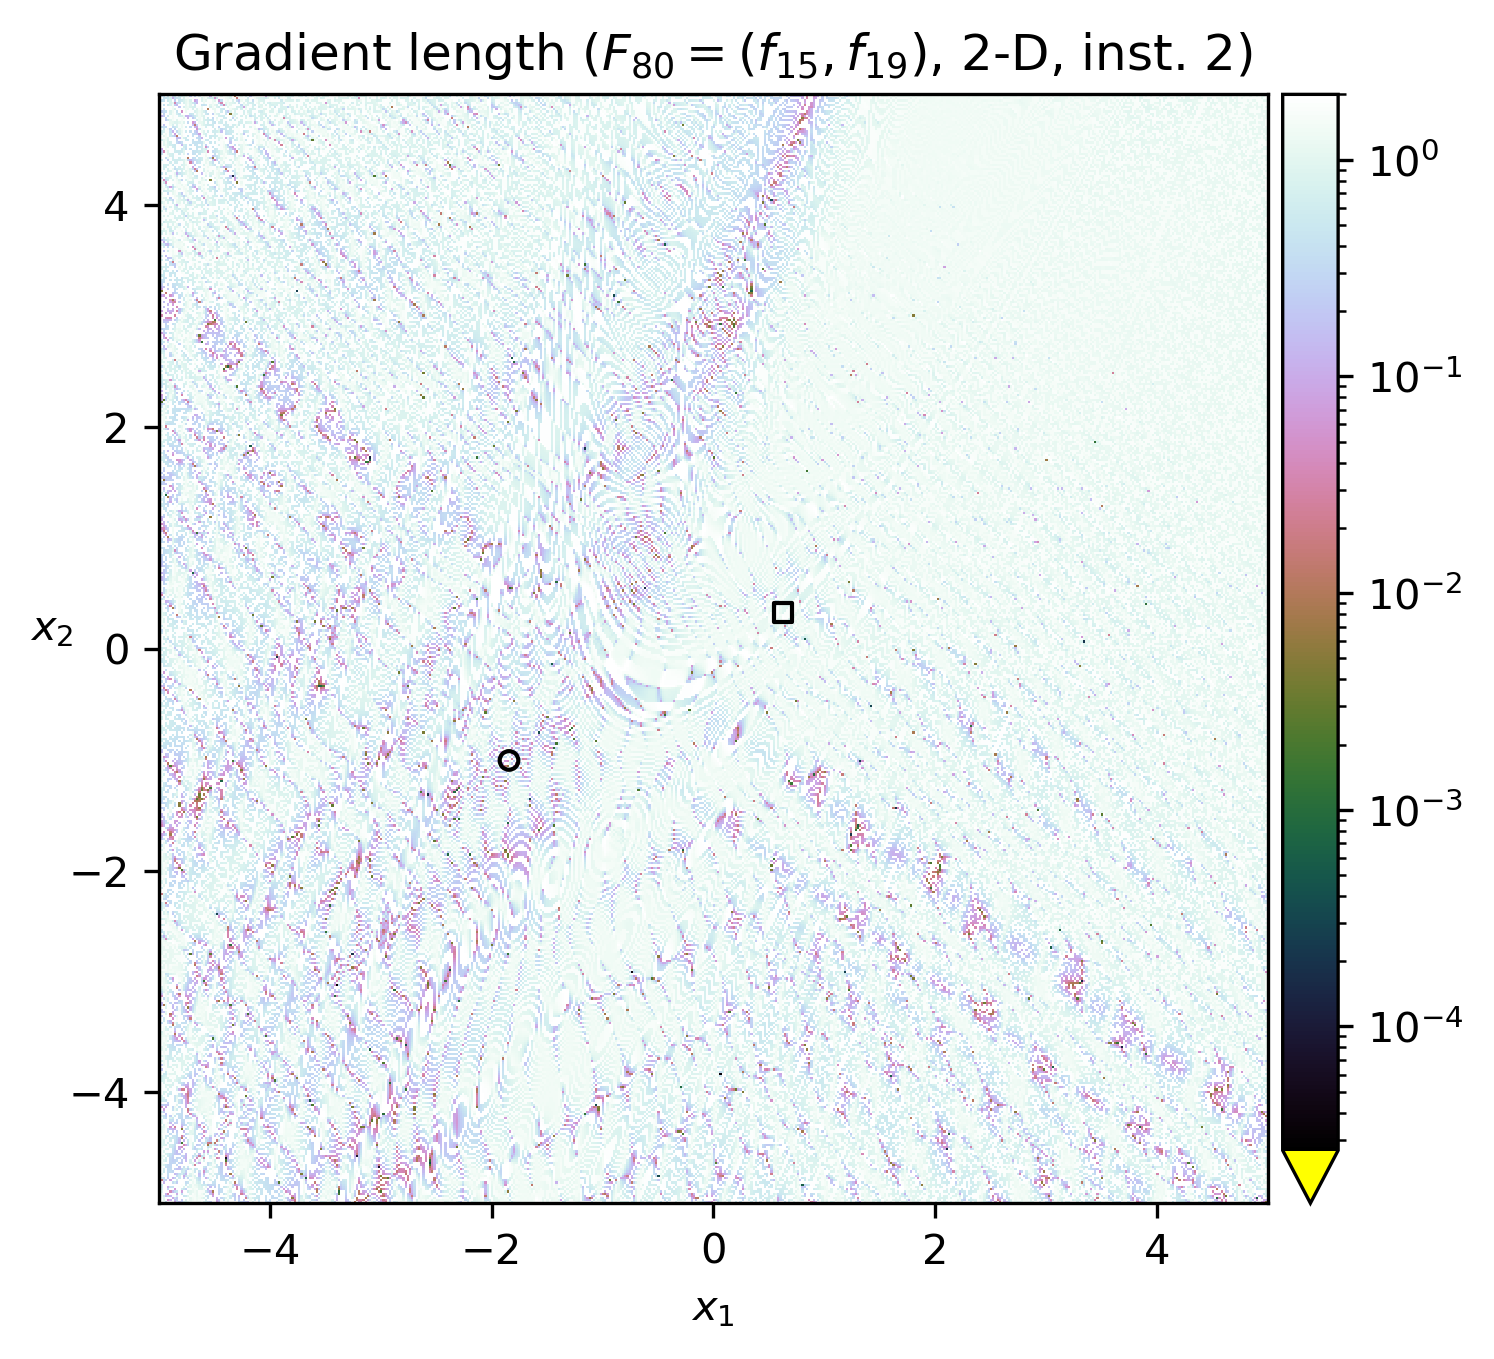 Gradient length (F₈₀ = (f₁₅, f₁₉), 2-D, inst. 2)
10⁰
4
10⁻¹
2
10⁻²
x₂
0
10⁻³
−2
10⁻⁴
−4
−4 −2 0 2 4
x₁